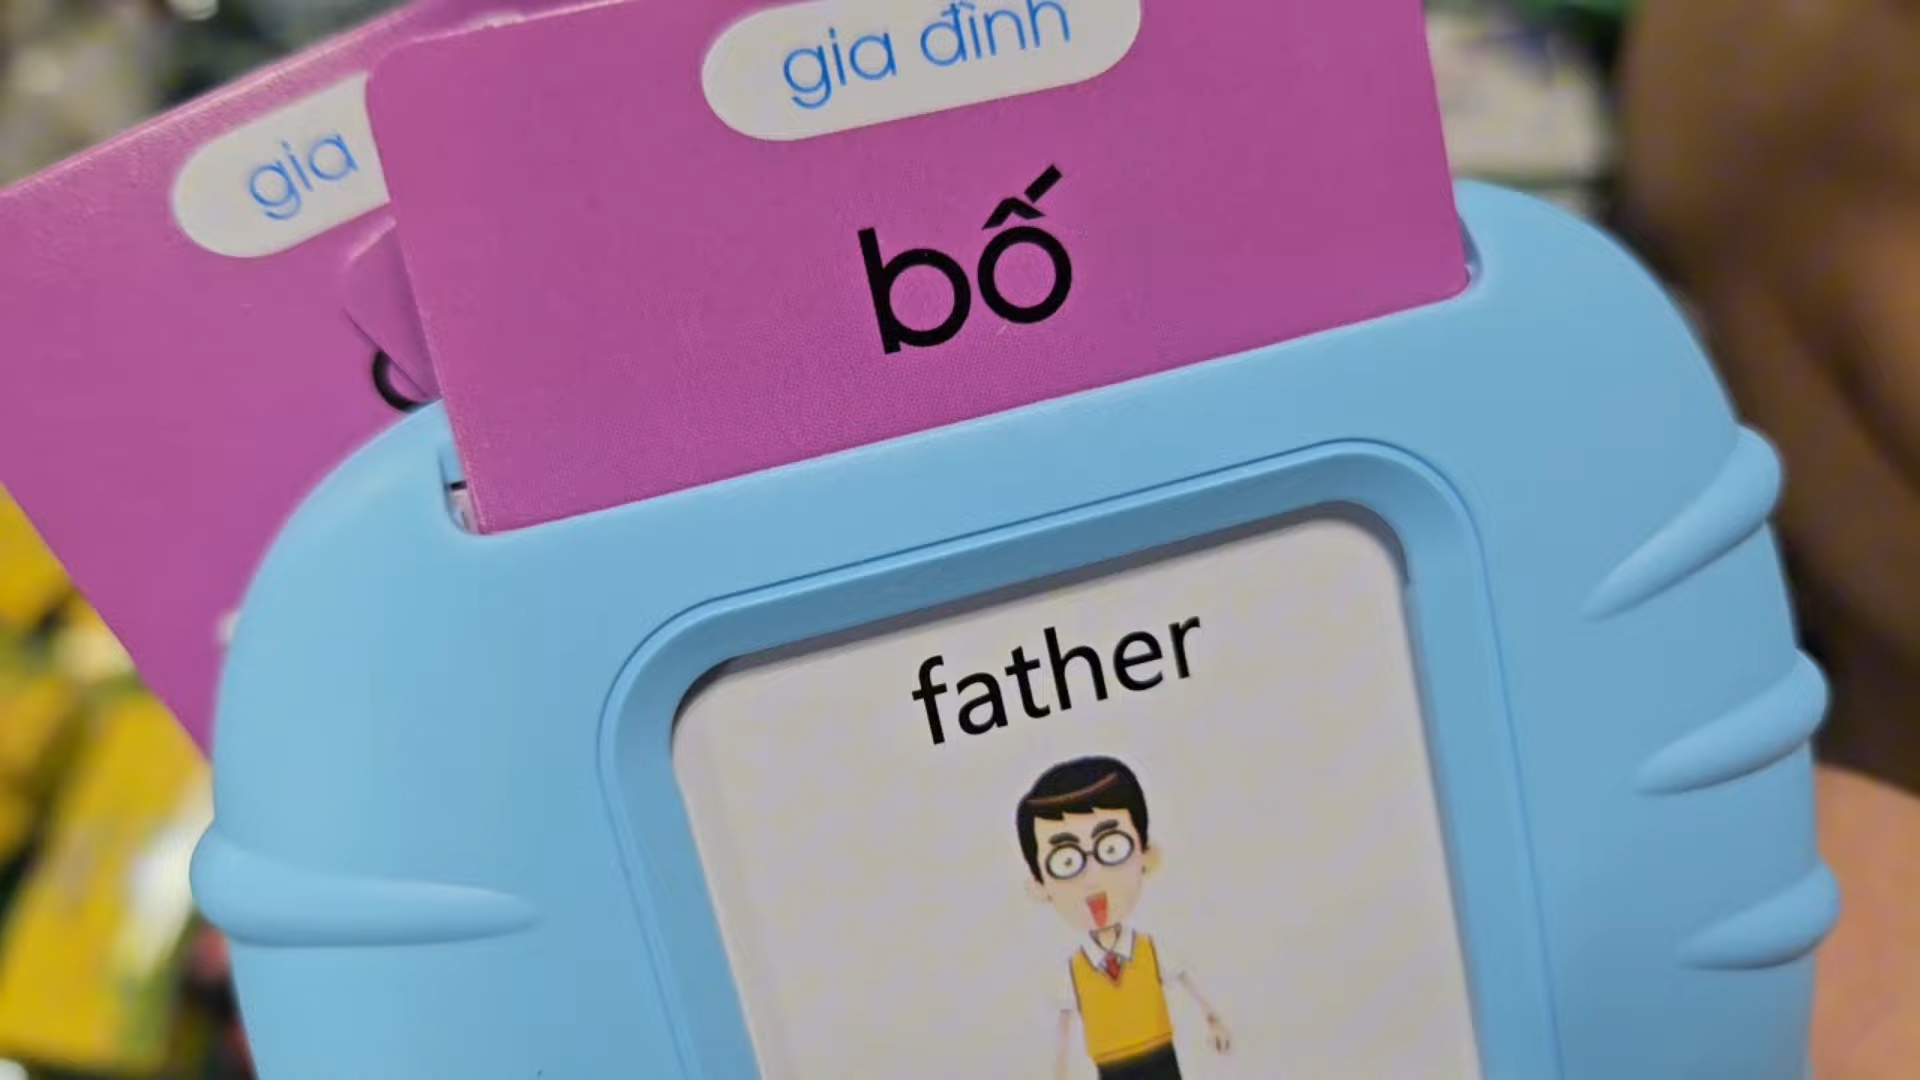 gia đình
gia
bố
father